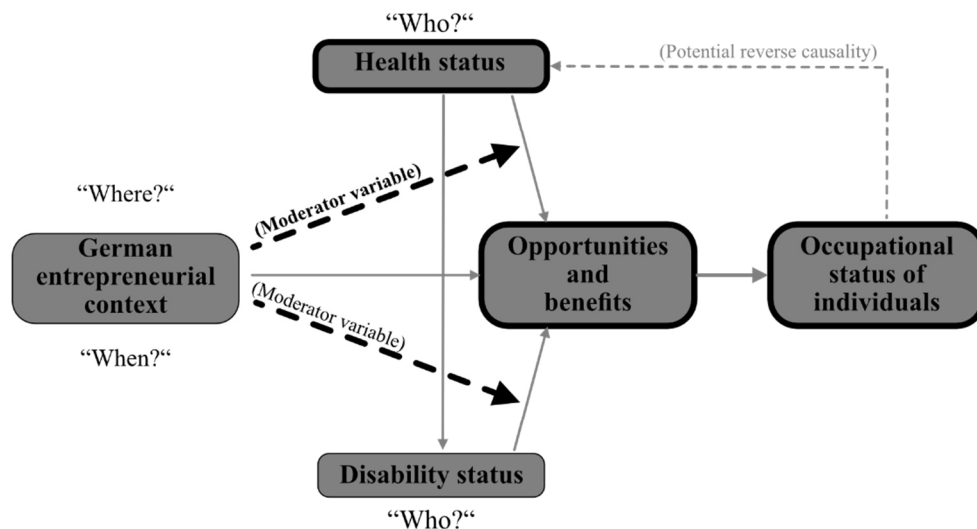 “Who?“
Health status
(Potential reverse causality)
(Moderator variable)
“Where?“
German
entrepreneurial
context
“When?“
Opportunities
and
benefits
Occupational
status of
individuals
(Moderator variable)
Disability status
“Who?“